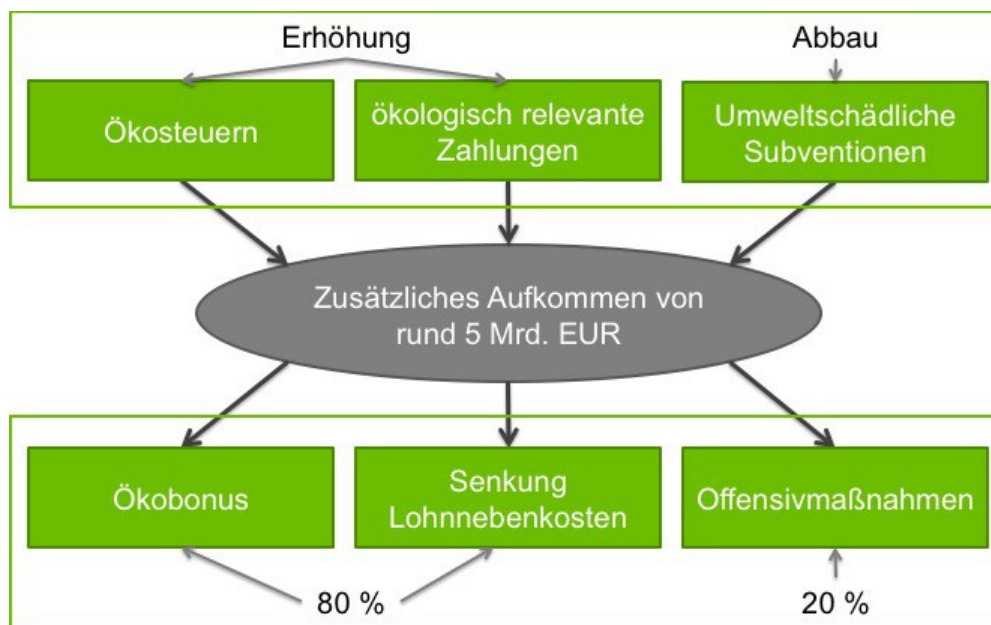 Erhöhung
Abbau
Ökosteuern
ökologisch relevante
Zahlungen
Umweltschädliche
Subventionen
Zusätzliches Aufkommen von
rund 5 Mrd. EUR
Ökobonus
Senkung
Lohnnebenkosten
Offensivmaßnahmen
80 %
20 %